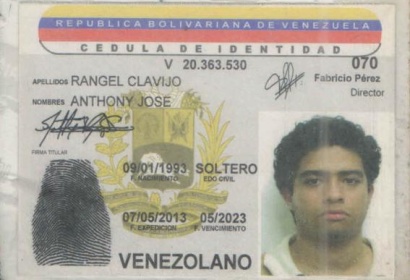 REPUBLICA BOLIVARIANA DE VENEZUELA
CEDULA DE IDENTIDAD
V 20.363.530
070
APELLIDOS RANGEL CLAVIJO
Fabricio Pérez
Director
NOMBRES ANTHONY JOSE
FIRMA TITULAR
09/01/1993 SOLTERO
F. NACIMIENTO EDO CIVIL
07/05/2013 05/2023
F. EXPEDICION F. VENCIMIENTO
VENEZOLANO